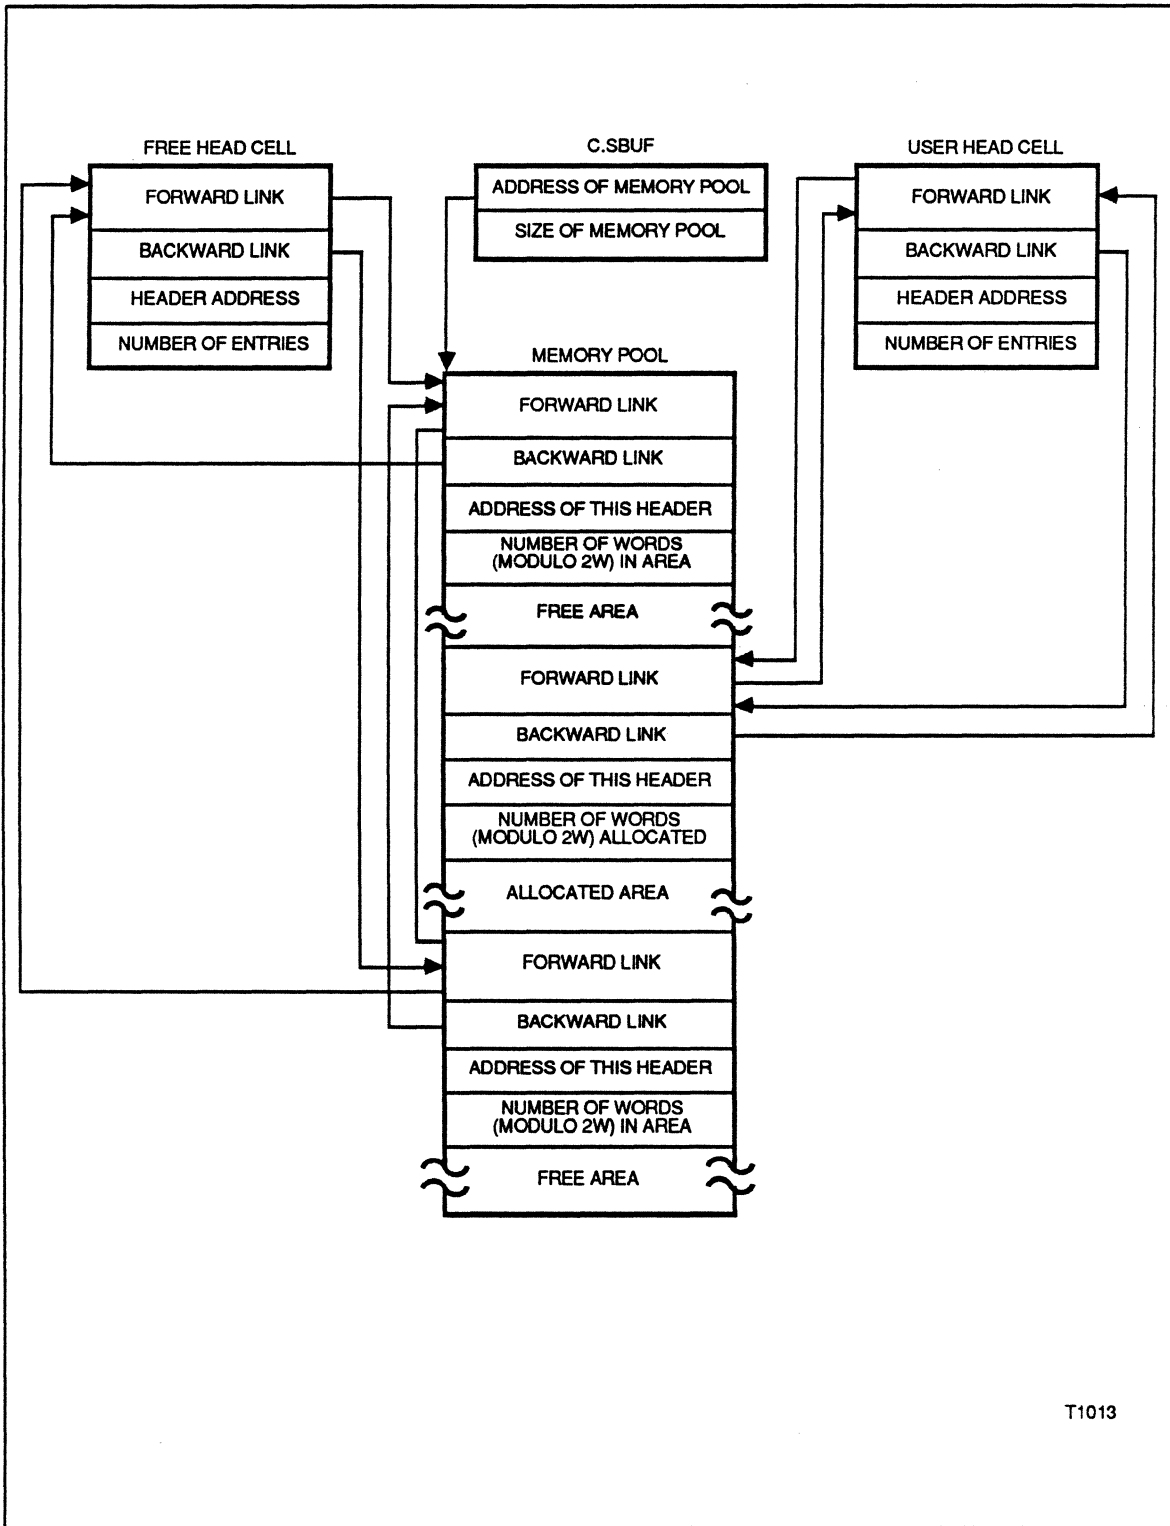 FREE HEAD CELL
FORWARD LINK
BACKWARD LINK
HEADER ADDRESS
NUMBER OF ENTRIES
C.SBUF
ADDRESS OF MEMORY POOL
SIZE OF MEMORY POOL
USER HEAD CELL
FORWARD LINK
BACKWARD LINK
HEADER ADDRESS
NUMBER OF ENTRIES
MEMORY POOL
FORWARD LINK
BACKWARD LINK
ADDRESS OF THIS HEADER
NUMBER OF WORDS
(MODULO 2W) IN AREA
FREE AREA
FORWARD LINK
BACKWARD LINK
ADDRESS OF THIS HEADER
NUMBER OF WORDS
(MODULO 2W) ALLOCATED
ALLOCATED AREA
FORWARD LINK
BACKWARD LINK
ADDRESS OF THIS HEADER
NUMBER OF WORDS
(MODULO 2W) IN AREA
FREE AREA
T1013